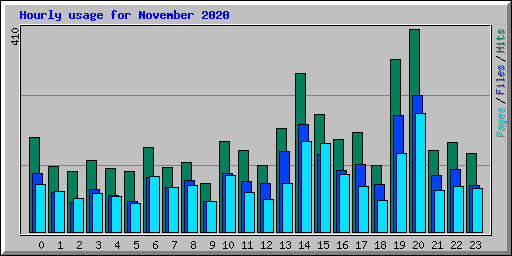 Hourly usage for November 2020
410
Pages / Files / Hits
0 1 2 3 4 5 6 7 8 9 10 11 12 13 14 15 16 17 18 19 20 21 22 23